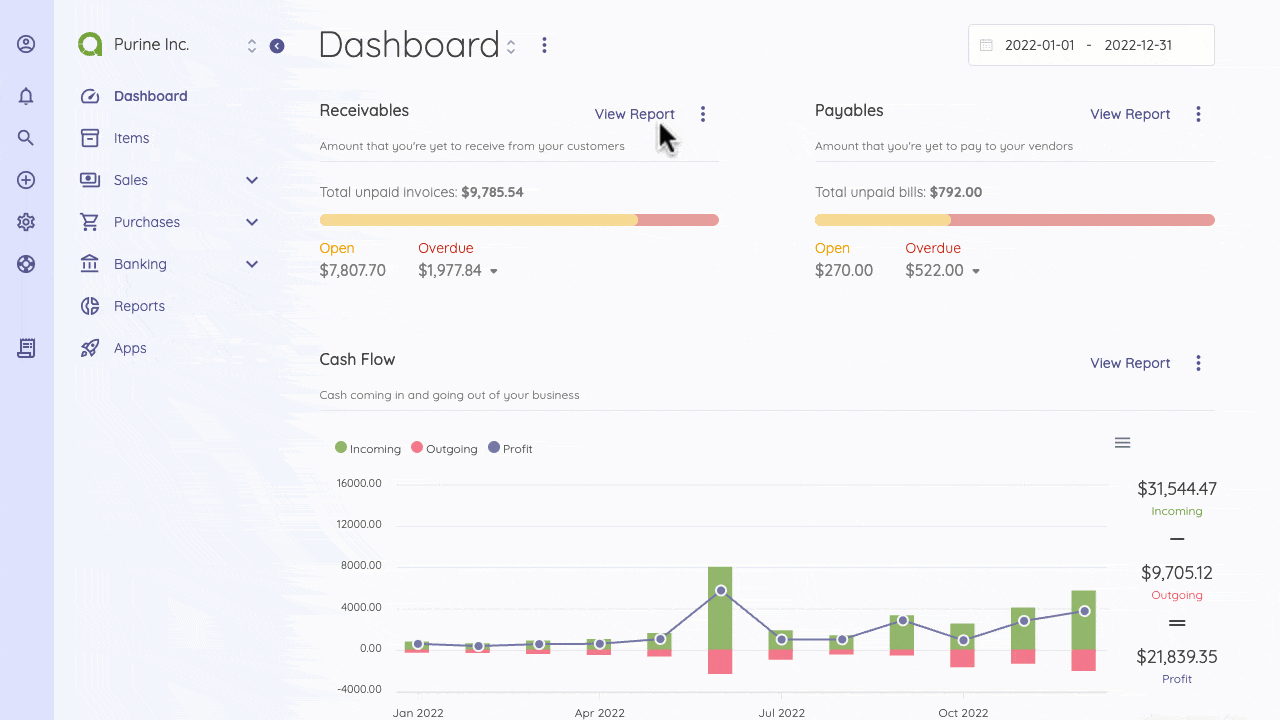 Purine Inc.
Dashboard
Items
Sales
Purchases
Banking
Reports
Apps
Dashboard
2022-01-01 - 2022-12-31
Receivables
View Report
Amount that you're yet to receive from your customers
Total unpaid invoices: $9,785.54
Open
Overdue
$7,807.70
$1,977.84
Payables
View Report
Amount that you're yet to pay to your vendors
Total unpaid bills: $792.00
Open
Overdue
$270.00
$522.00
Cash Flow
View Report
Cash coming in and going out of your business
Incoming
Outgoing
Profit
16000.00
12000.00
8000.00
4000.00
0.00
-4000.00
Jan 2022
Apr 2022
Jul 2022
Oct 2022
$31,544.47
Incoming
$9,705.12
Outgoing
$21,839.35
Profit